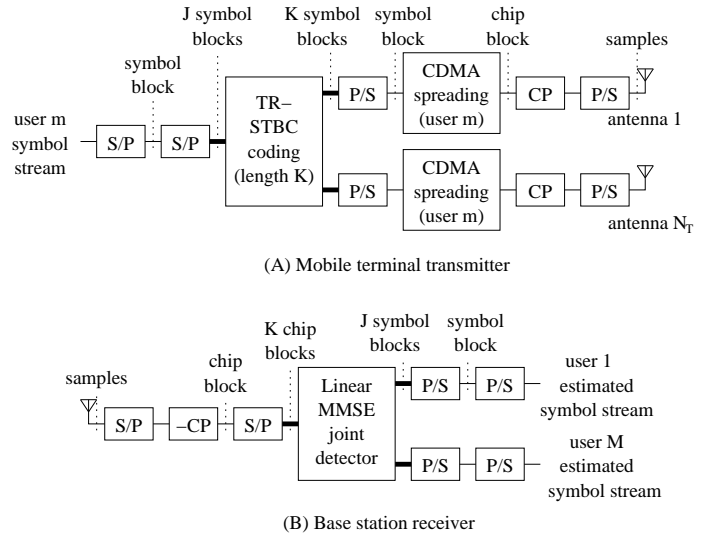 J symbol
blocks
K symbol
blocks
symbol
block
chip
block
samples
symbol
block
user m
symbol
stream
S/P
S/P
TR−
STBC
coding
(length K)
P/S
CDMA
spreading
(user m)
CP
P/S
antenna 1
P/S
CDMA
spreading
(user m)
CP
P/S
antenna N_T
(A) Mobile terminal transmitter
K chip
blocks
J symbol
blocks
symbol
block
samples
chip
block
S/P
−CP
S/P
Linear
MMSE
joint
detector
P/S
P/S
user 1
estimated
symbol stream
P/S
P/S
user M
estimated
symbol stream
(B) Base station receiver